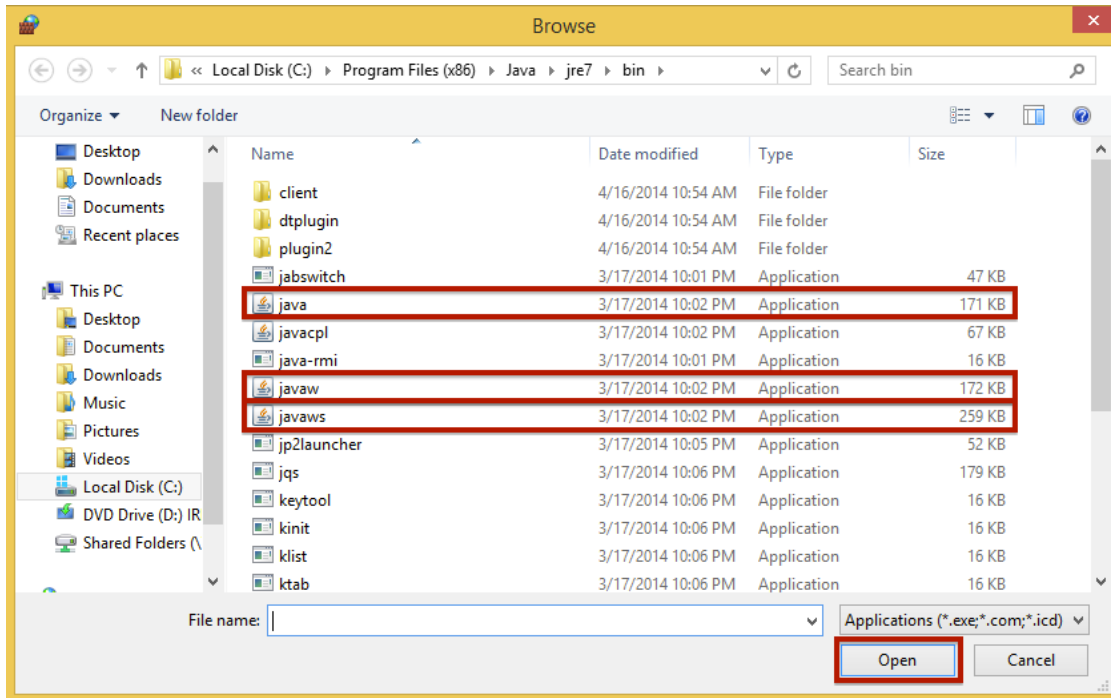 Browse
« Local Disk (C:) ▸ Program Files (x86) ▸ Java ▸ jre7 ▸ bin ▸ Search bin
Organize New folder
Name Date modified Type Size
Desktop
Downloads
Documents
Recent places
This PC
Desktop
Documents
Downloads
Music
Pictures
Videos
Local Disk (C:)
DVD Drive (D:) IR
Shared Folders (\
client 4/16/2014 10:54 AM File folder
dtplugin 4/16/2014 10:54 AM File folder
plugin2 4/16/2014 10:54 AM File folder
jabswitch 3/17/2014 10:01 PM Application 47 KB
java 3/17/2014 10:02 PM Application 171 KB
javacpl 3/17/2014 10:02 PM Application 67 KB
java-rmi 3/17/2014 10:01 PM Application 16 KB
javaw 3/17/2014 10:02 PM Application 172 KB
javaws 3/17/2014 10:02 PM Application 259 KB
jp2launcher 3/17/2014 10:05 PM Application 52 KB
jqs 3/17/2014 10:06 PM Application 179 KB
keytool 3/17/2014 10:06 PM Application 16 KB
kinit 3/17/2014 10:06 PM Application 16 KB
klist 3/17/2014 10:06 PM Application 16 KB
ktab 3/17/2014 10:06 PM Application 16 KB
File name: Applications (*.exe;*.com;*.icd)
Open Cancel